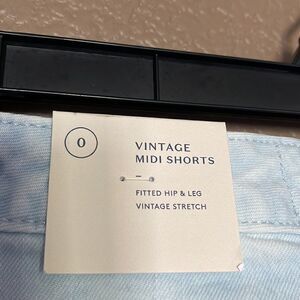 0
VINTAGE
MIDI SHORTS
–
FITTED HIP & LEG
VINTAGE STRETCH